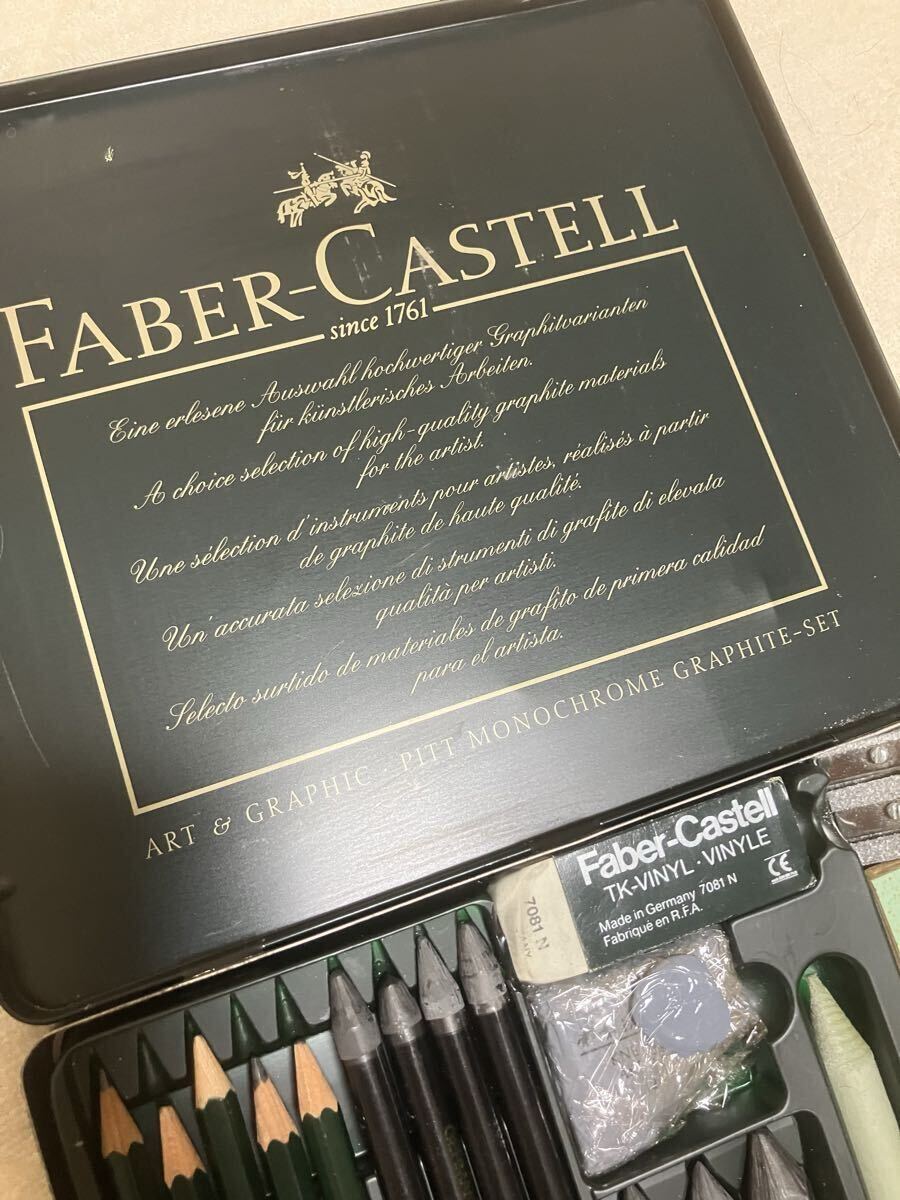 FABER-CASTELL
since 1761
Eine erlesene Auswahl hochwertiger Graphitvarianten
für künstlerisches Arbeiten.
A choice selection of high-quality graphite materials
for the artist.
Une sélection d'instruments pour artistes, réalisés à partir
de graphite de haute qualité.
Un'accurata selezione di strumenti di grafite di elevata
qualità per artisti.
Selecto surtido de materiales de grafito de primera calidad
para el artista.
ART & GRAPHIC · PITT MONOCHROME GRAPHITE-SET
Faber-Castell
TK-VINYL · VINYLE
Made in Germany 7081 N
Fabriqué en R.F.A.
CE
7081 N